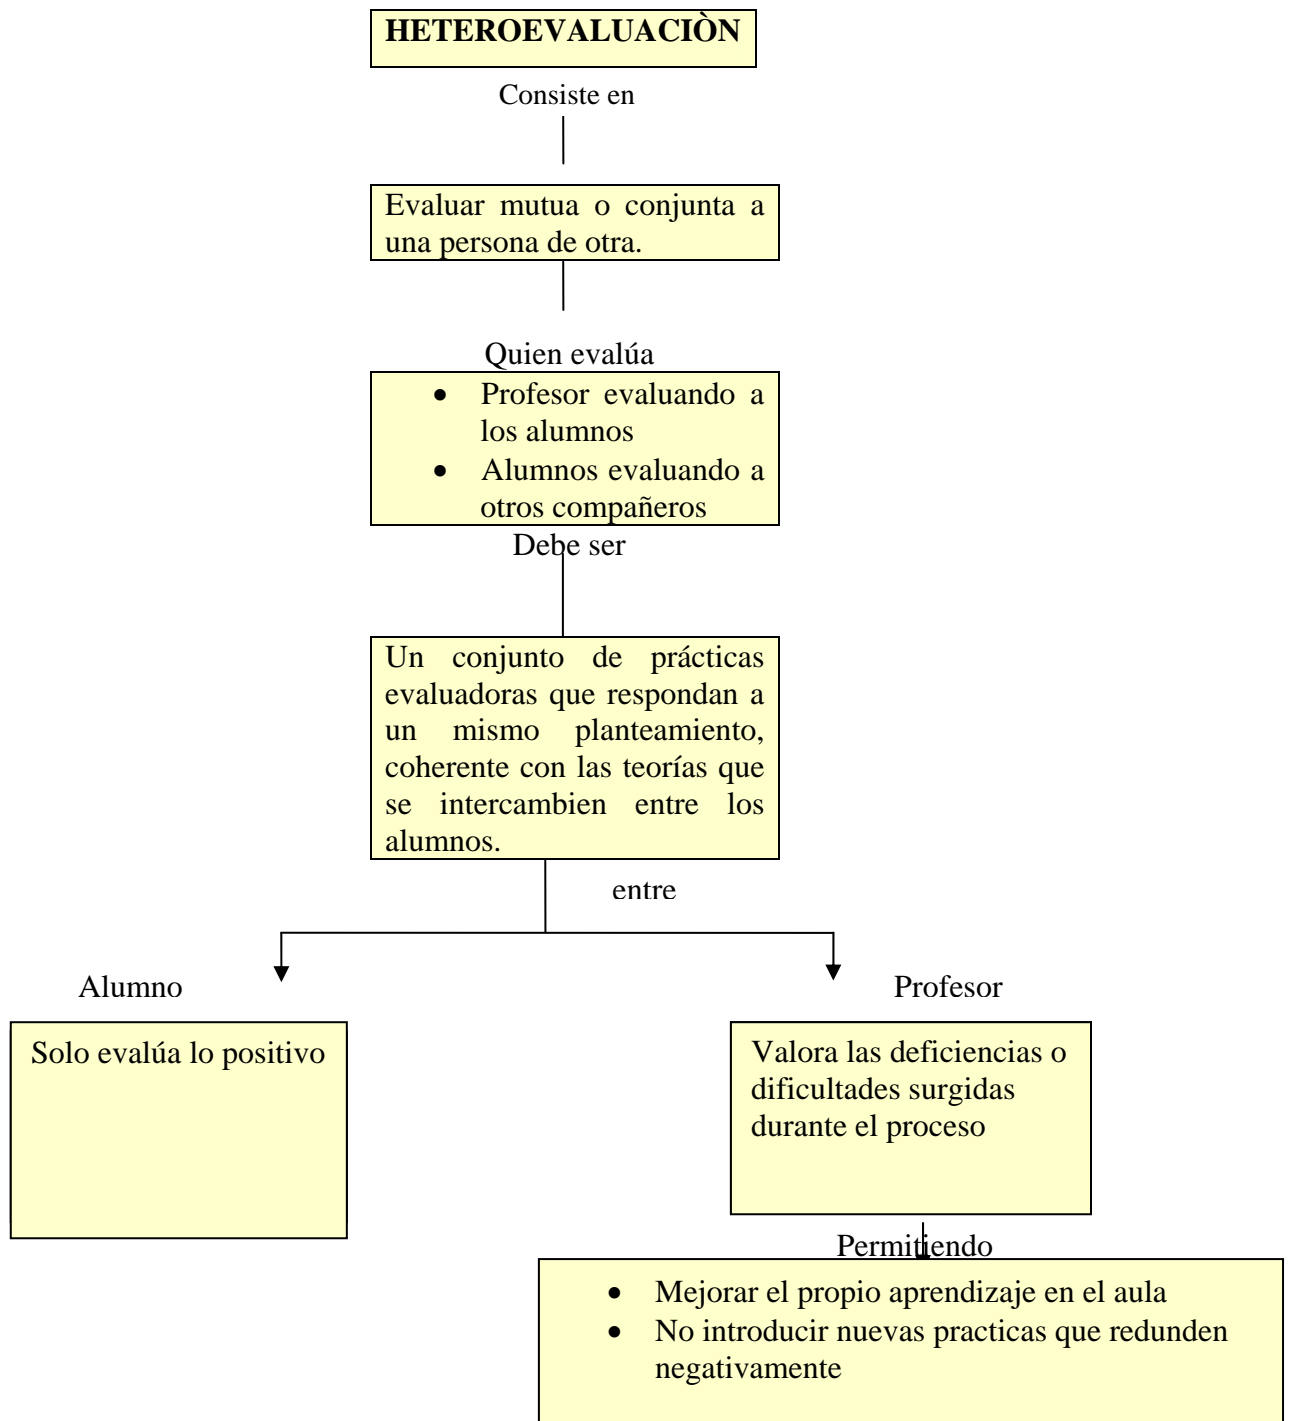 HETEROEVALUACIÒN
Consiste en
Evaluar mutua o conjunta a
una persona de otra.
Quien evalúa
• Profesor evaluando a
los alumnos
• Alumnos evaluando a
otros compañeros
Debe ser
Un conjunto de prácticas
evaluadoras que respondan a
un mismo planteamiento,
coherente con las teorías que
se intercambien entre los
alumnos.
entre
Alumno
Profesor
Solo evalúa lo positivo
Valora las deficiencias o
dificultades surgidas
durante el proceso
Permitiendo
• Mejorar el propio aprendizaje en el aula
• No introducir nuevas practicas que redunden
negativamente